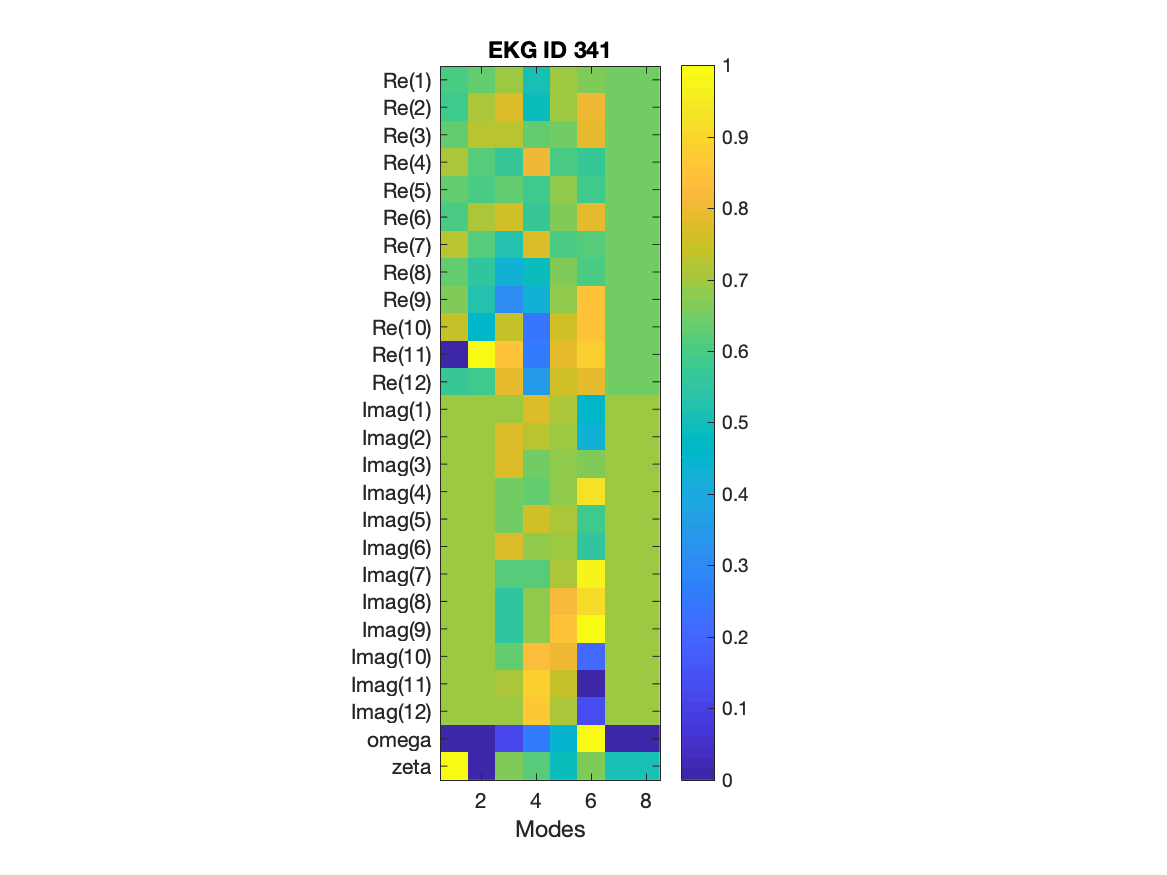 EKG ID 341
Re(1)
Re(2)
Re(3)
Re(4)
Re(5)
Re(6)
Re(7)
Re(8)
Re(9)
Re(10)
Re(11)
Re(12)
Imag(1)
Imag(2)
Imag(3)
Imag(4)
Imag(5)
Imag(6)
Imag(7)
Imag(8)
Imag(9)
Imag(10)
Imag(11)
Imag(12)
omega
zeta
2 4 6 8
Modes
1
0.9
0.8
0.7
0.6
0.5
0.4
0.3
0.2
0.1
0